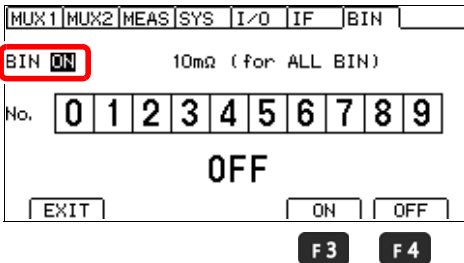 MUX1 MUX2 MEAS SYS I/O IF BIN
BIN ON 10mΩ (for ALL BIN)
No. 0 1 2 3 4 5 6 7 8 9
OFF
EXIT ON OFF
F3 F4